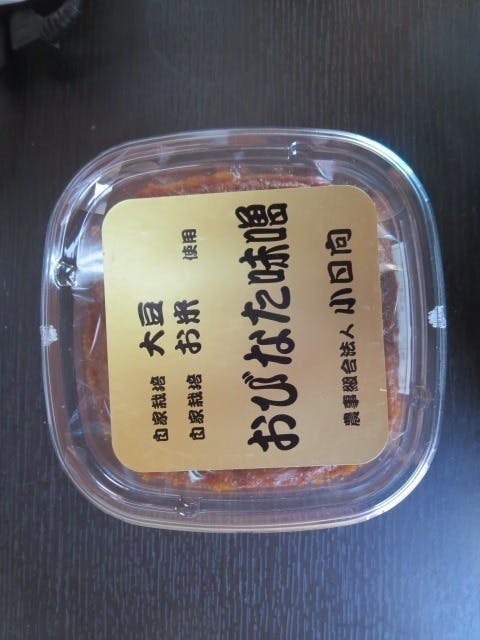 自家栽培 大豆
自家栽培 お米 使用
おびなた味噌
農事組合法人 小日向